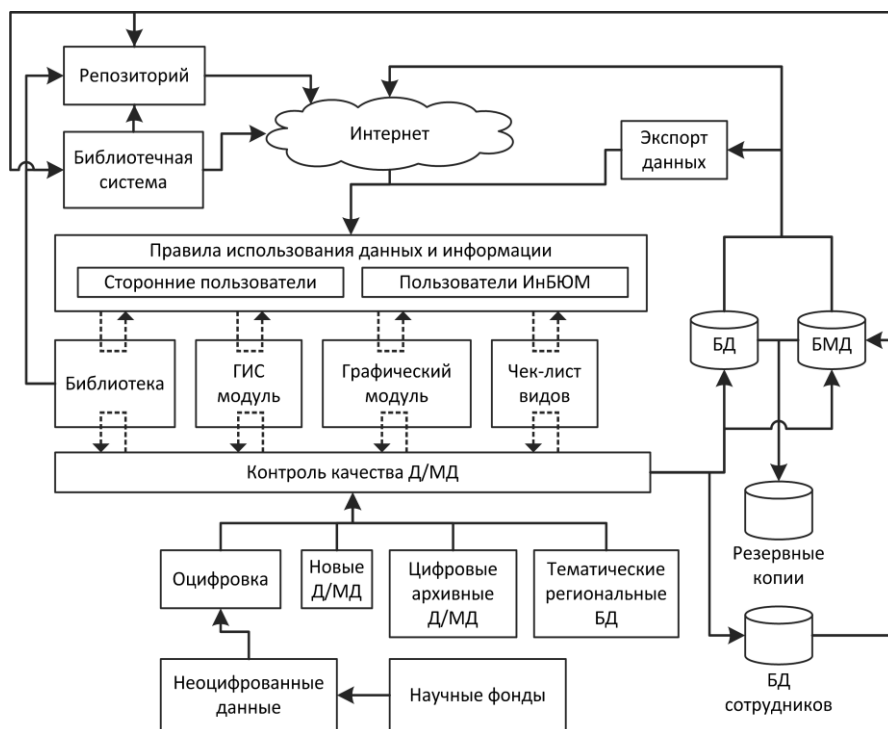 Репозиторий
Интернет
Экспорт
данных
Библиотечная
система
Правила использования данных и информации
Сторонние пользователи
Пользователи ИнБЮМ
БД
БМД
Библиотека
ГИС
модуль
Графический
модуль
Чек-лист
видов
Контроль качества Д/МД
Резервные
копии
Оцифровка
Новые
Д/МД
Цифровые
архивные
Д/МД
Тематические
региональные
БД
Неоцифрованные
данные
Научные фонды
БД
сотрудников